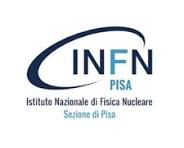 INFN
PISA
Istituto Nazionale di Fisica Nucleare
Sezione di Pisa